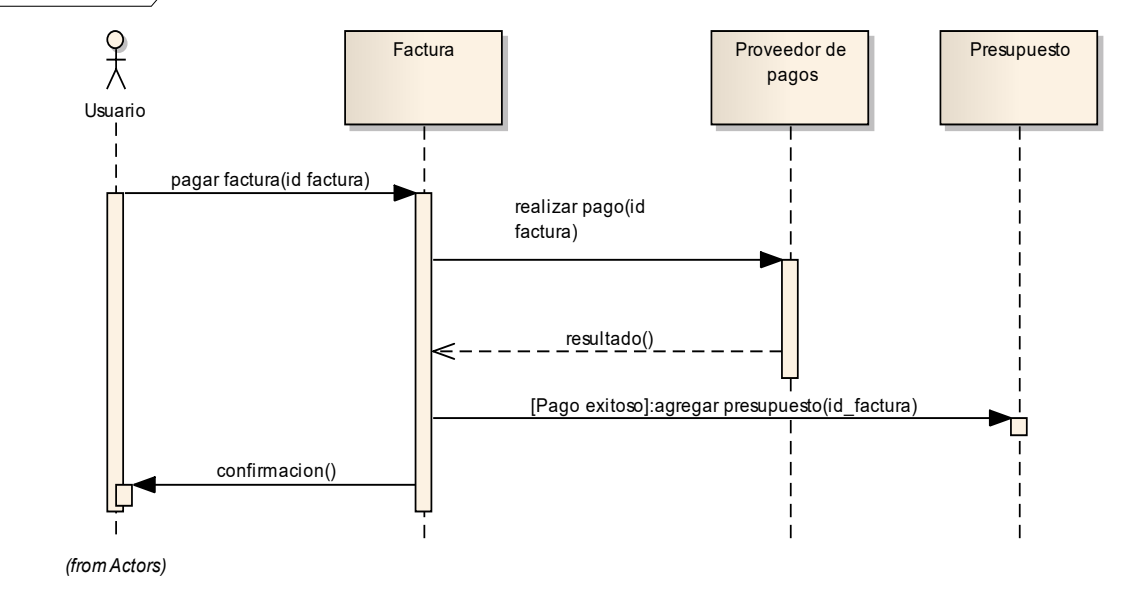 Usuario
Factura
Proveedor de
pagos
Presupuesto
pagar factura(id factura)
realizar pago(id
factura)
resultado()
[Pago exitoso]:agregar presupuesto(id_factura)
confirmacion()
(from Actors)